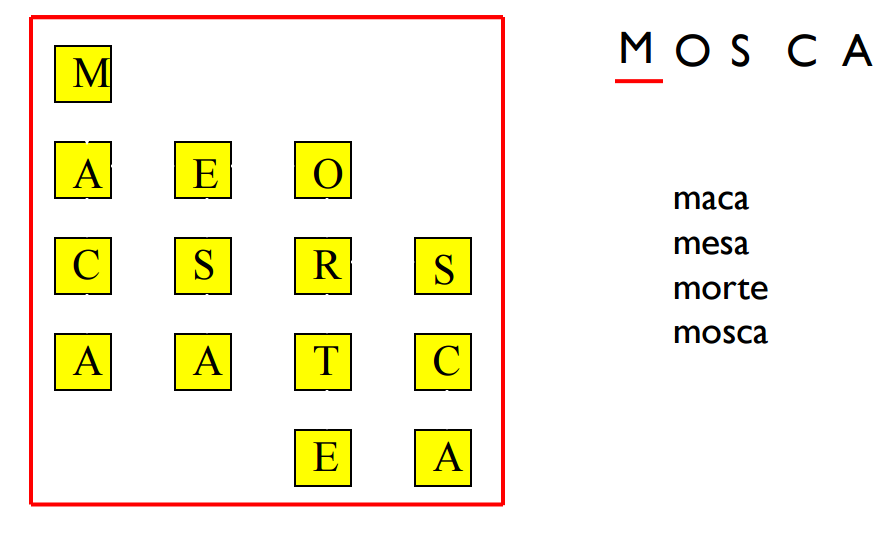 M
A E O
C S R S
A A T C
E A
M O S C A
maca
mesa
morte
mosca